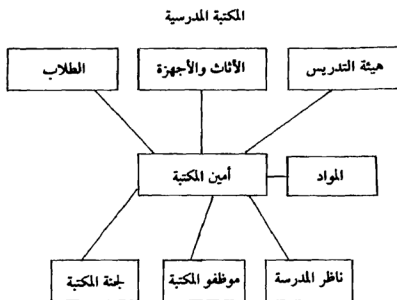 المكتبة المدرسية
هيئة التدريس
الأثاث والأجهزة
الطلاب
أمين المكتبة
المواد
ناظر المدرسة
موظفو المكتبة
لجنة المكتبة